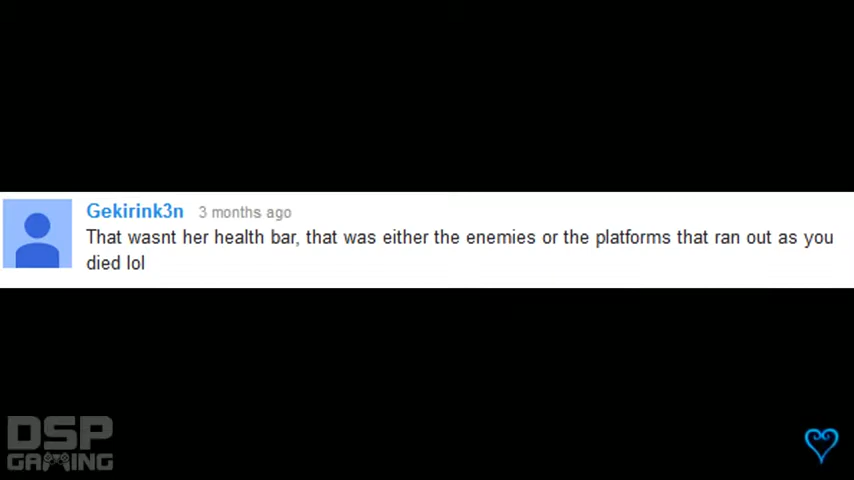 Gekirink3n 3 months ago
That wasnt her health bar, that was either the enemies or the platforms that ran out as you
died lol
DSP
GAMING